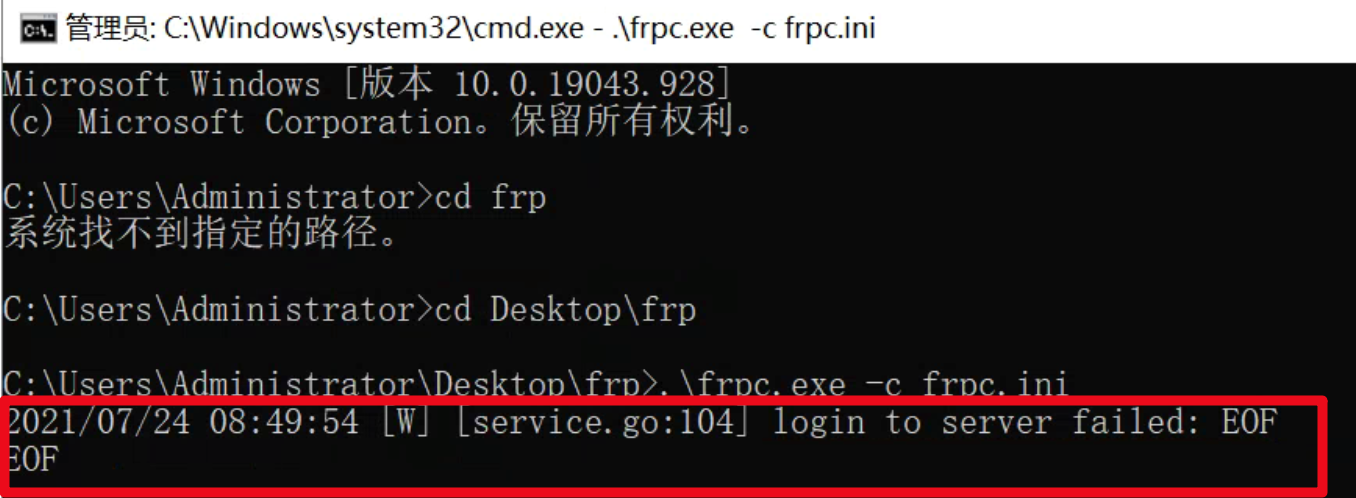 管理员: C:\Windows\system32\cmd.exe - .\frpc.exe  -c frpc.ini
Microsoft Windows [版本 10.0.19043.928]
(c) Microsoft Corporation。保留所有权利。
C:\Users\Administrator>cd frp
系统找不到指定的路径。
C:\Users\Administrator>cd Desktop\frp
C:\Users\Administrator\Desktop\frp>.\frpc.exe -c frpc.ini
2021/07/24 08:49:54 [W] [service.go:104] login to server failed: EOF
EOF